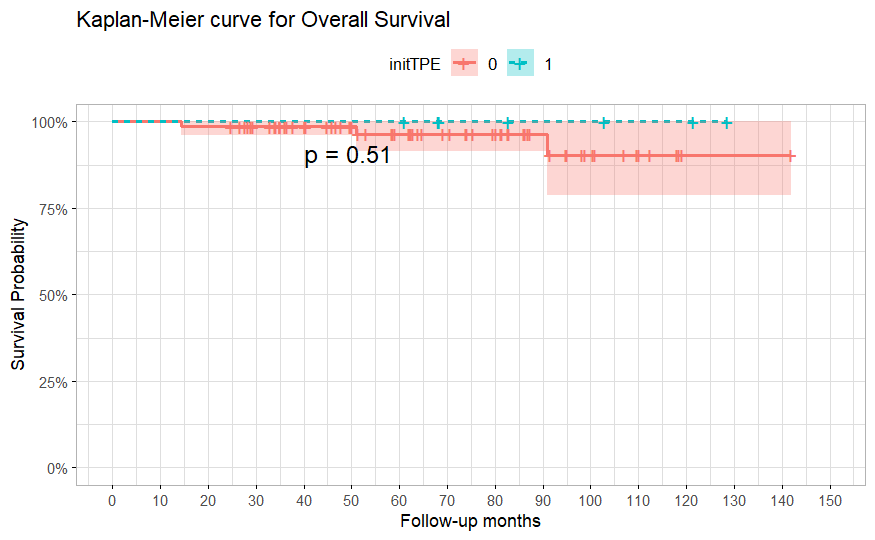 Kaplan-Meier curve for Overall Survival
initTPE 0 1
100%
75%
50%
25%
0%
p = 0.51
Survival Probability
0 10 20 30 40 50 60 70 80 90 100 110 120 130 140 150
Follow-up months